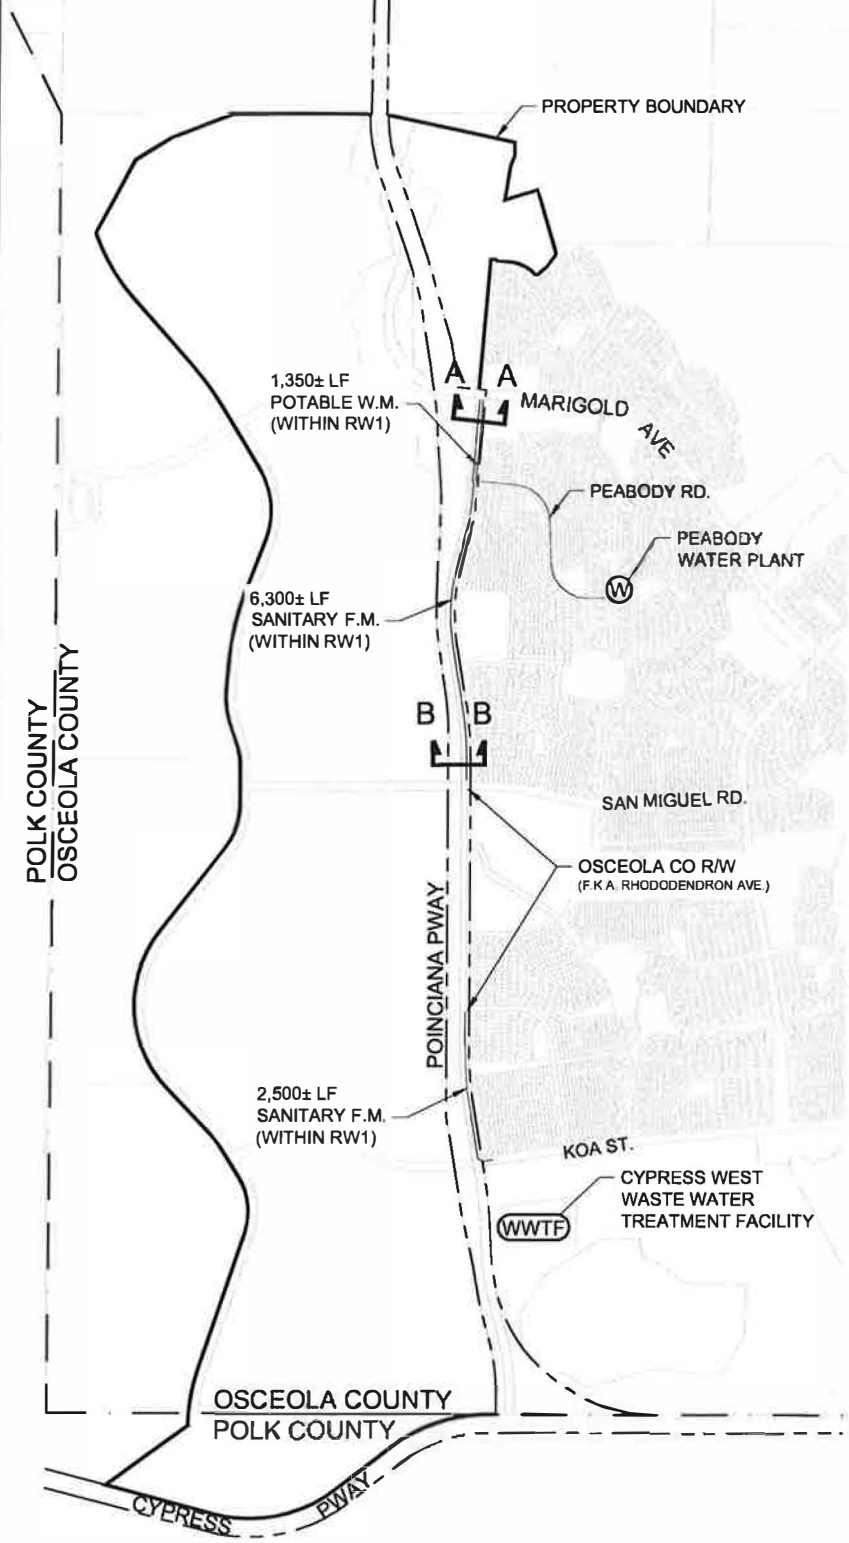 PROPERTY BOUNDARY
A A
1,350± LF
POTABLE W.M.
(WITHIN RW1)
MARIGOLD
AVE
PEABODY RD.
PEABODY
WATER PLANT
W
6,300± LF
SANITARY F.M.
(WITHIN RW1)
POLK COUNTY
OSCEOLA COUNTY
B B
SAN MIGUEL RD.
OSCEOLA CO R/W
(F.K.A. RHODODENDRON AVE.)
POINCIANA PWAY
2,500± LF
SANITARY F.M.
(WITHIN RW1)
KOA ST.
CYPRESS WEST
WASTE WATER
TREATMENT FACILITY
WWTF
OSCEOLA COUNTY
POLK COUNTY
CYPRESS PWAY